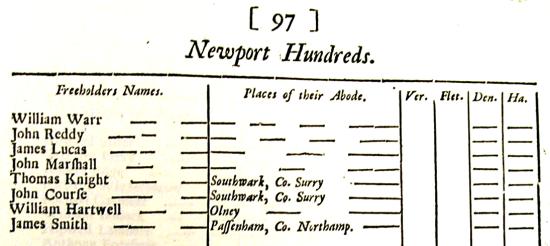 [ 97 ]
Newport Hundreds.
Freeholders Names. Places of their Abode. Ver. Flet. Den. Ha.
William Warr — — — — — — — —
John Reddy — — — — — — — —
James Lucas — — — — — — —
John Marſhall — — — — — — —
Thomas Knight — — Southwark, Co. Surry — —
John Courſe — — Southwark, Co. Surry — —
William Hartwell — — Olney — — — —
James Smith — — Paſſenham, Co. Northamp. — — —